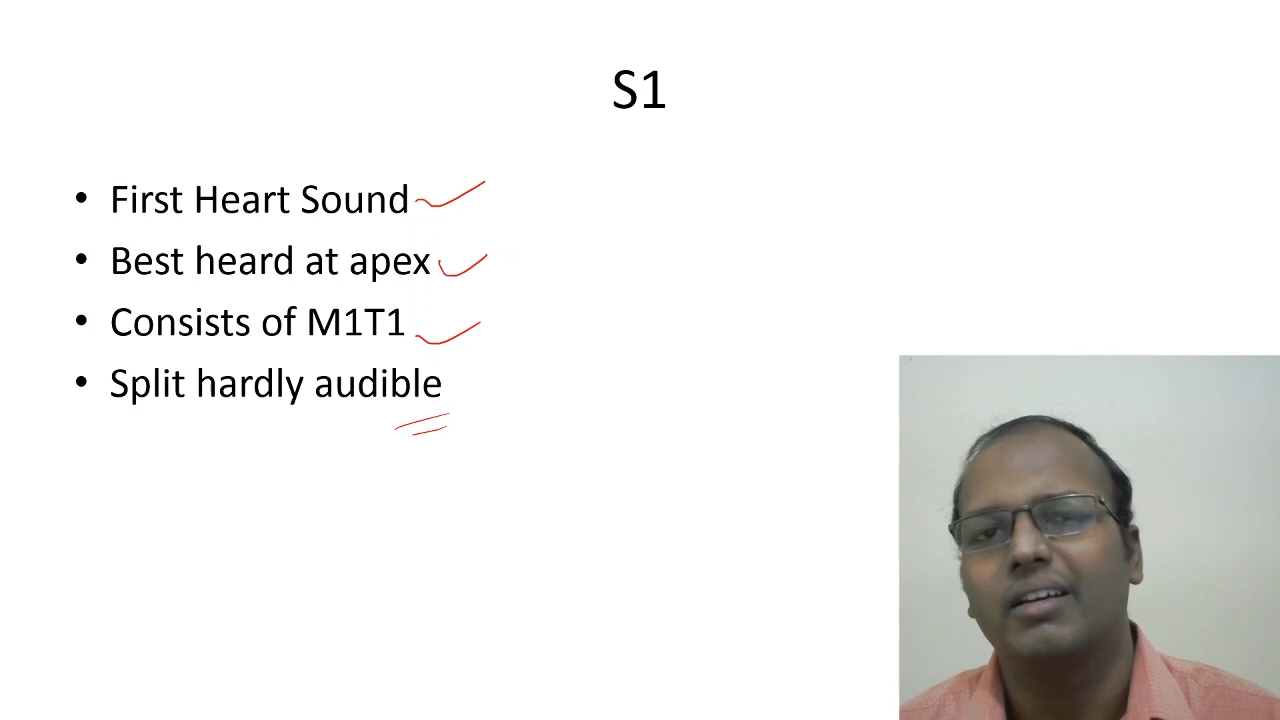 S1
• First Heart Sound
• Best heard at apex
• Consists of M1T1
• Split hardly audible